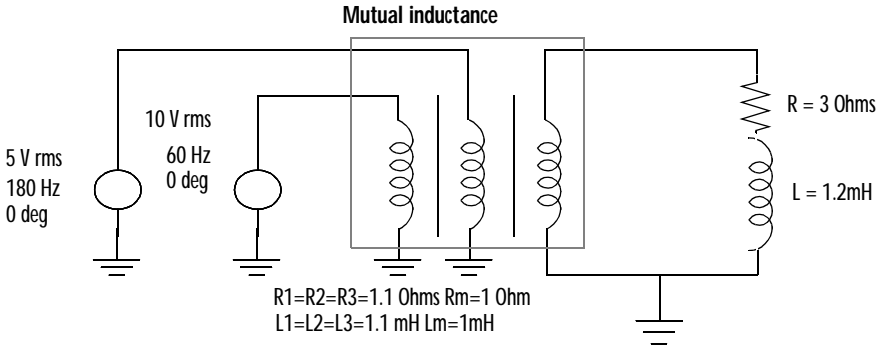 Mutual inductance
5 V rms
180 Hz
0 deg
10 V rms
60 Hz
0 deg
R = 3 Ohms
L = 1.2mH
R1=R2=R3=1.1 Ohms Rm=1 Ohm
L1=L2=L3=1.1 mH Lm=1mH